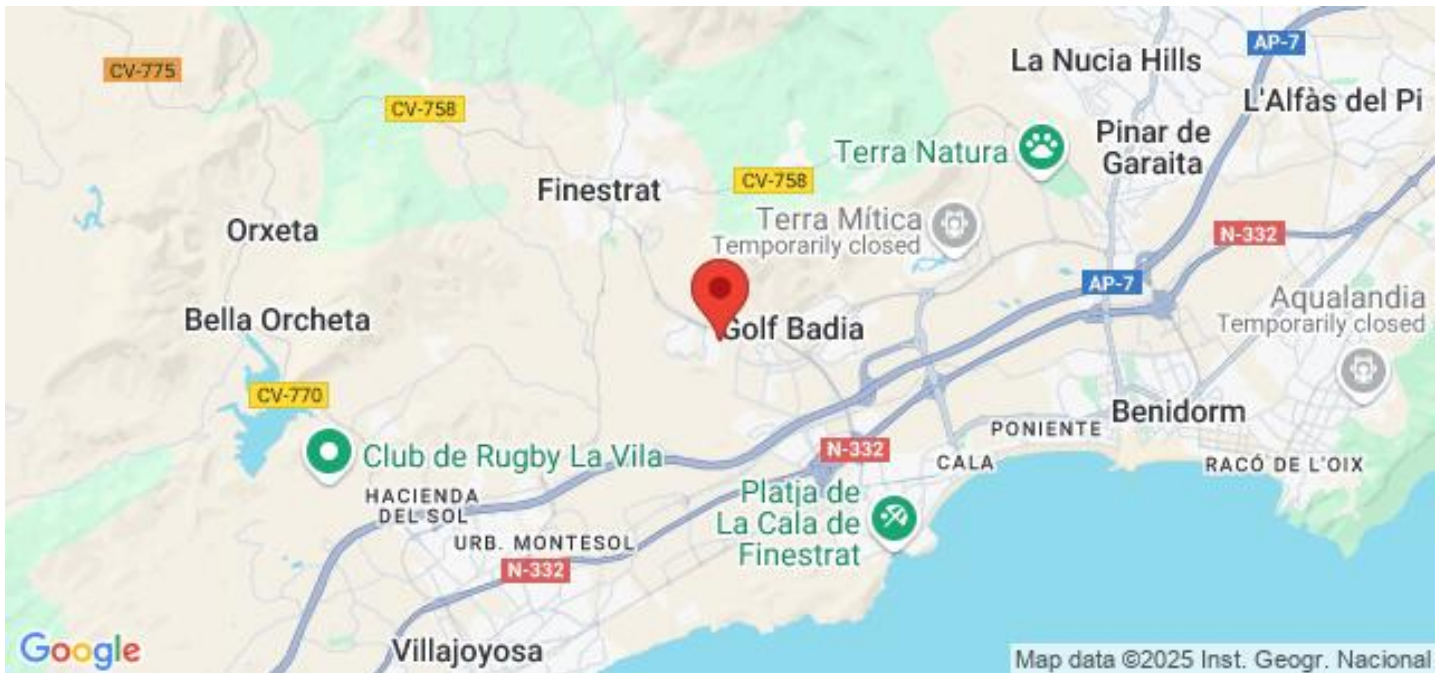 CV-775
La Nucia Hills
AP-7
L'Alfàs del Pi
CV-758
Terra Natura
Pinar de
Garaita
Finestrat
CV-758
Orxeta
Terra Mítica
Temporarily closed
N-332
AP-7
Bella Orcheta
Golf Badia
Aqualandia
Temporarily closed
CV-770
Benidorm
PONIENTE
Club de Rugby La Vila
N-332
CALA
RACÓ DE L'OIX
HACIENDA
DEL SOL
Platja de
La Cala de
Finestrat
URB. MONTESOL
N-332
Villajoyosa
Google
Map data ©2025 Inst. Geogr. Nacional